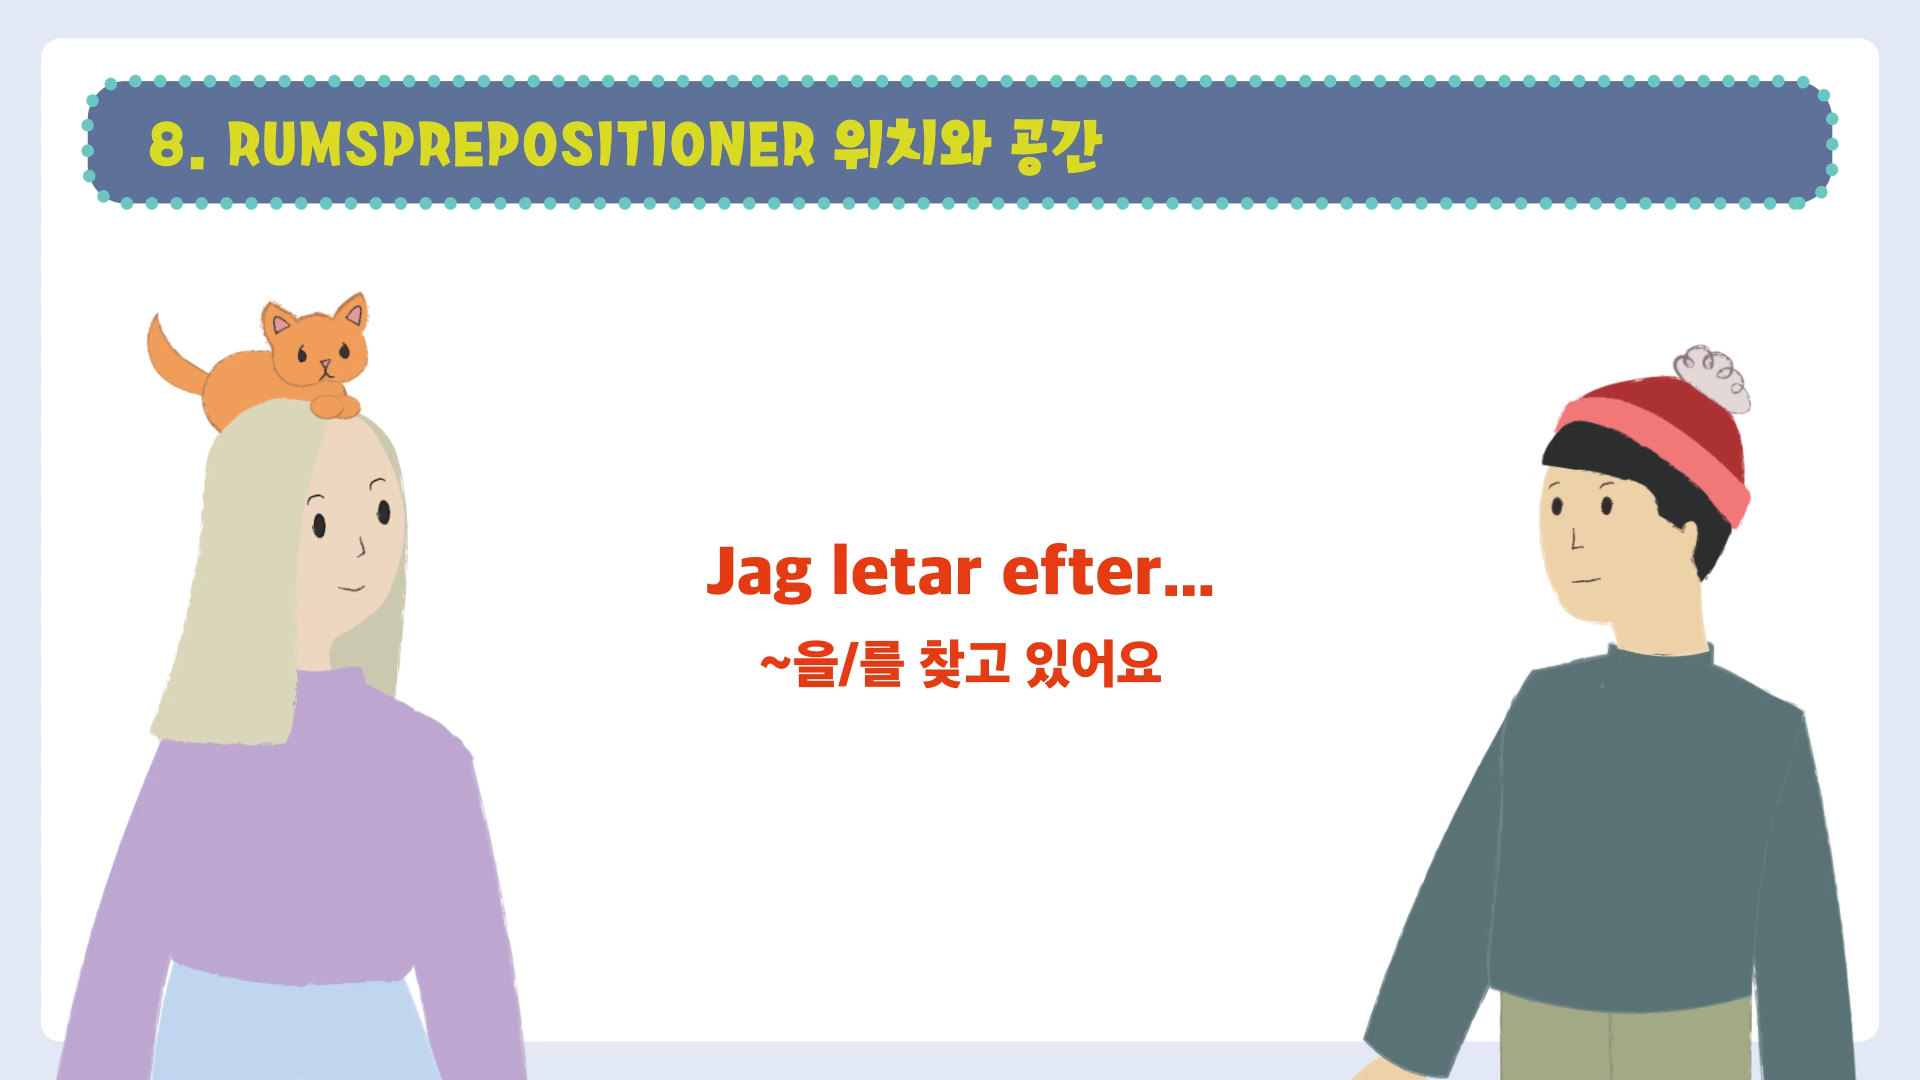 8. RUMSPREPOSITIONER 위치와 공간
Jag letar efter...
~을/를 찾고 있어요